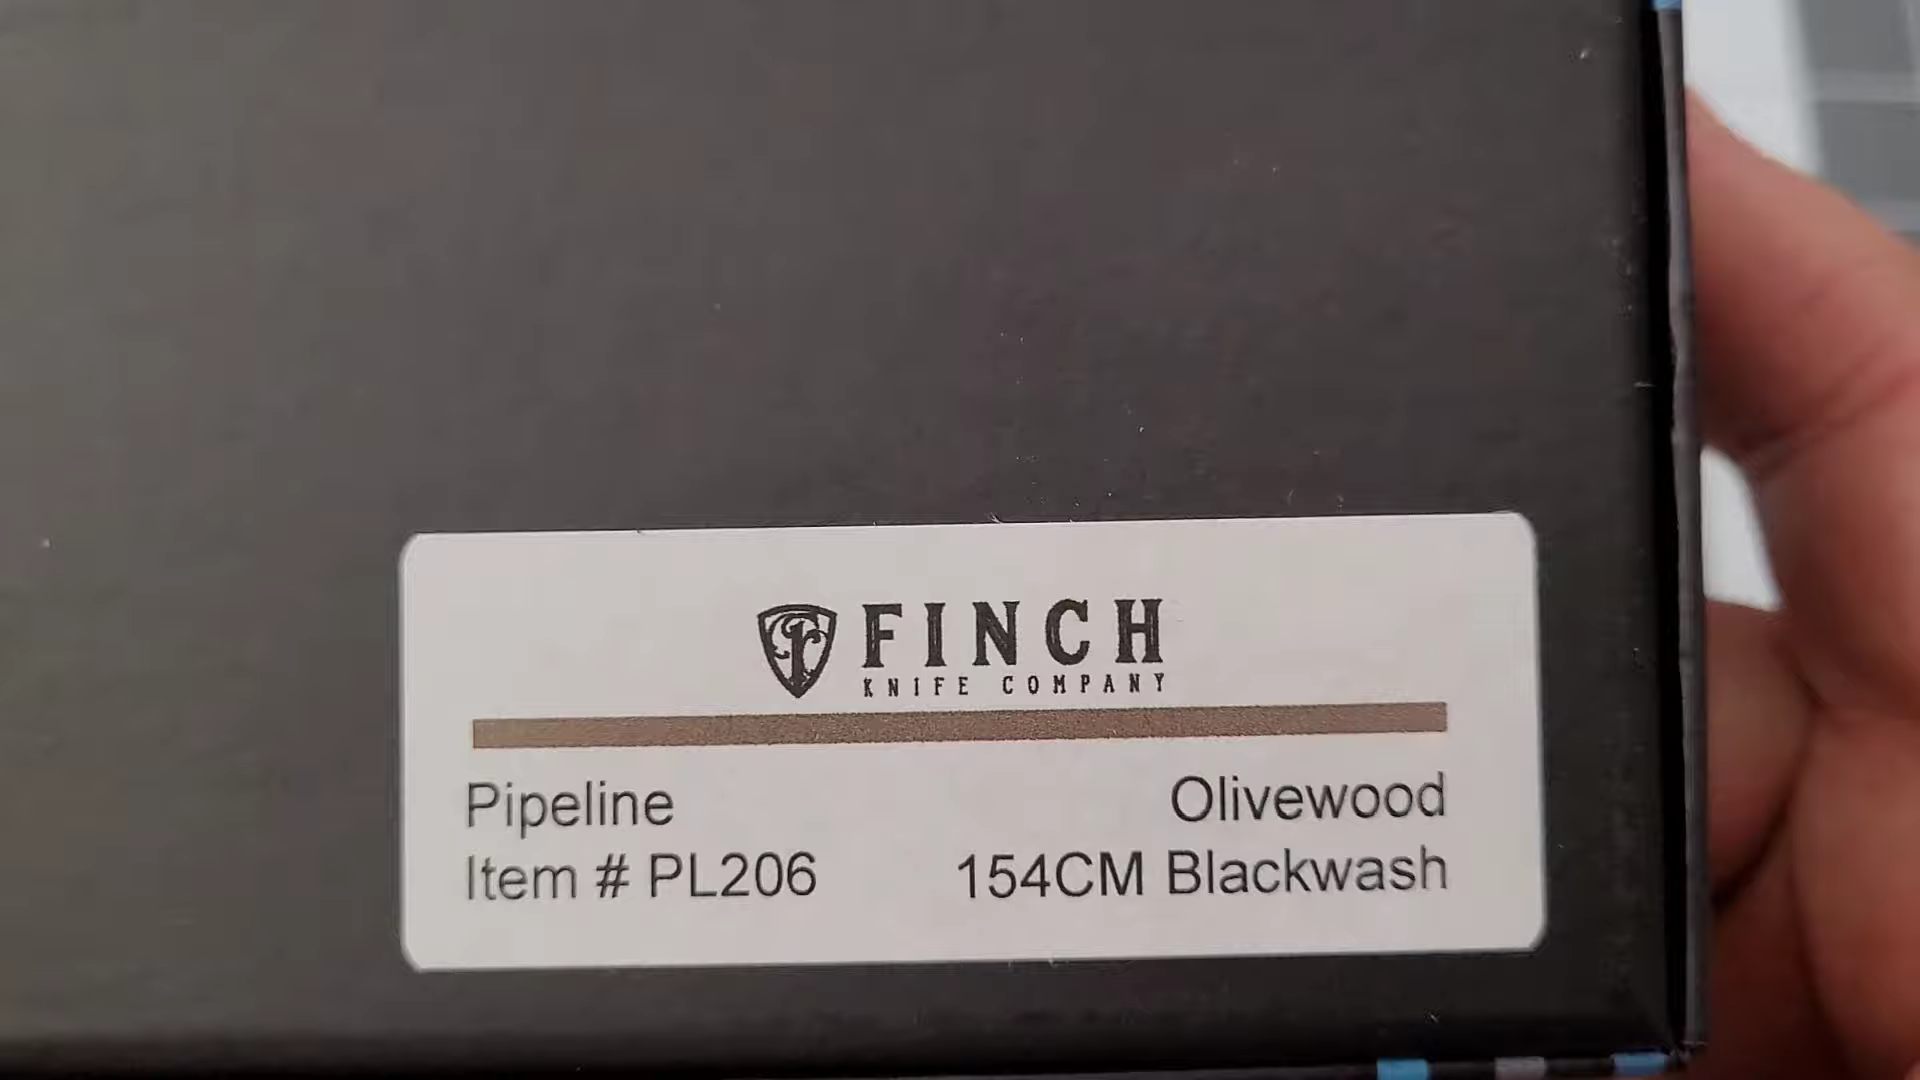 FINCH
KNIFE COMPANY
Pipeline Olivewood
Item # PL206 154CM Blackwash